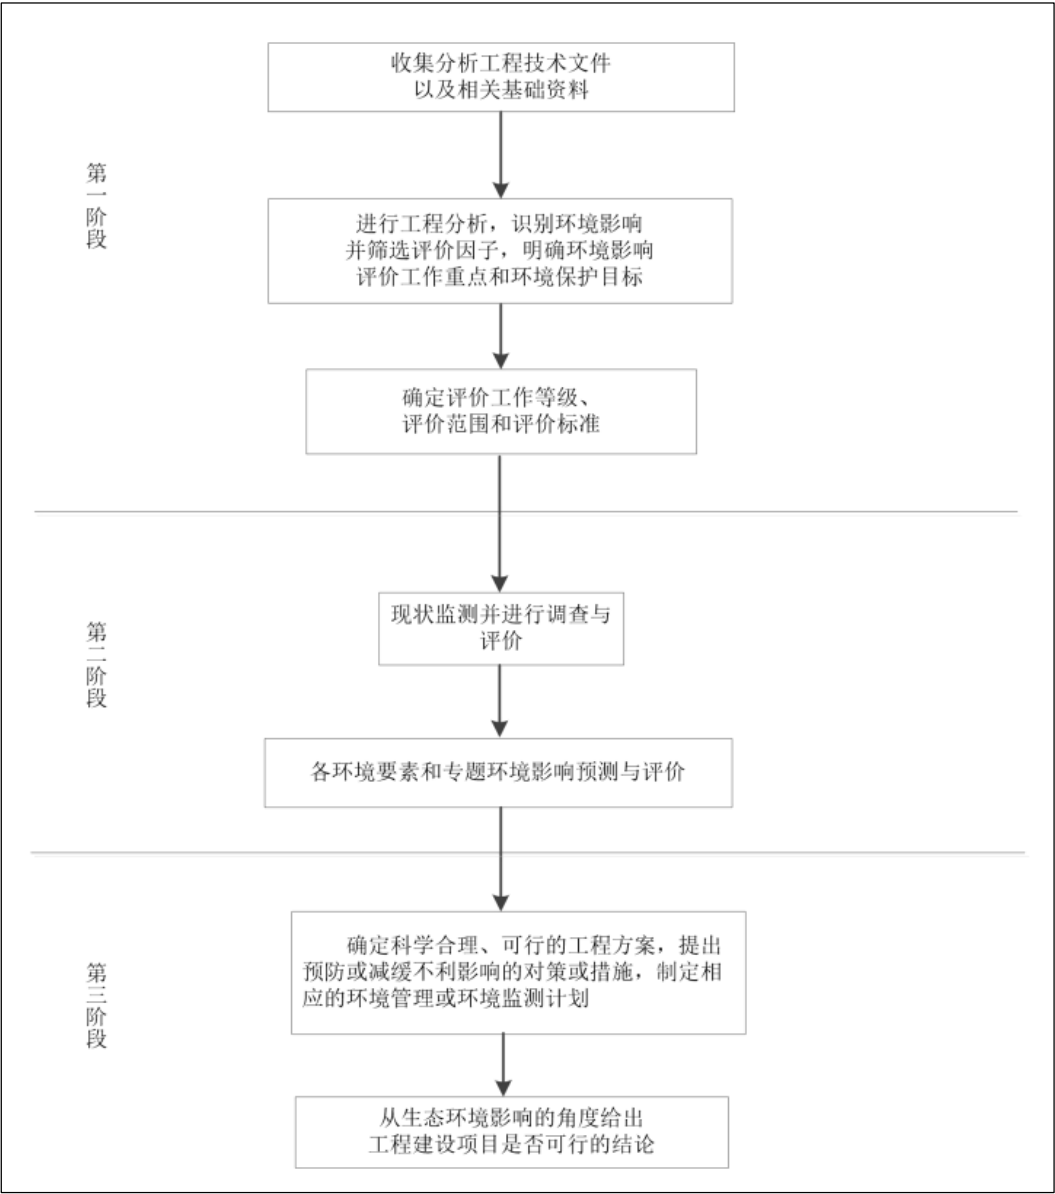 收集分析工程技术文件
以及相关基础资料
第一阶段
进行工程分析，识别环境影响
并筛选评价因子，明确环境影响
评价工作重点和环境保护目标
确定评价工作等级、
评价范围和评价标准
现状监测并进行调查与
评价
第二阶段
各环境要素和专题环境影响预测与评价
确定科学合理、可行的工程方案，提出
预防或减缓不利影响的对策或措施，制定相
应的环境管理或环境监测计划
第三阶段
从生态环境影响的角度给出
工程建设项目是否可行的结论